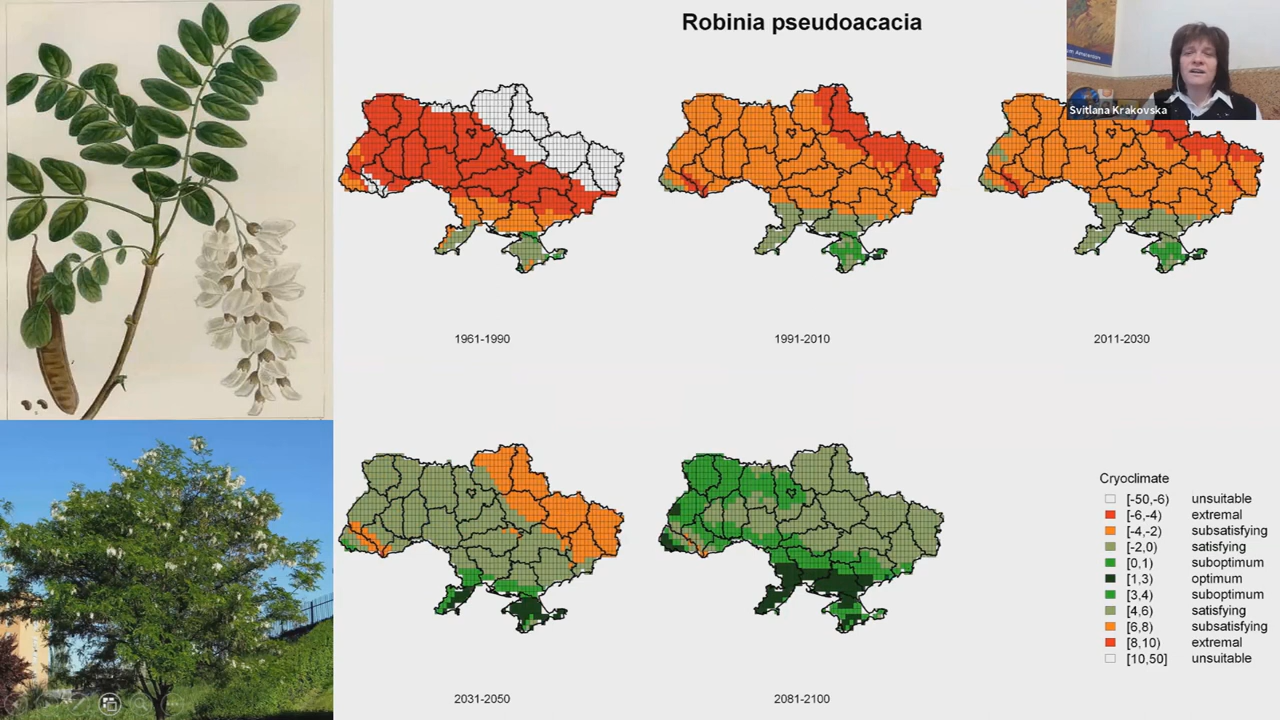 Robinia pseudoacacia
Svitlana Krakovska
1961-1990
1991-2010
2011-2030
2031-2050
2081-2100
Cryoclimate
[-50,-6) unsuitable
[-6,-4) extremal
[-4,-2) subsatisfying
[-2,0) satisfying
[0,1) suboptimum
[1,3) optimum
[3,4) suboptimum
[4,6) satisfying
[6,8) subsatisfying
[8,10) extremal
[10,50] unsuitable